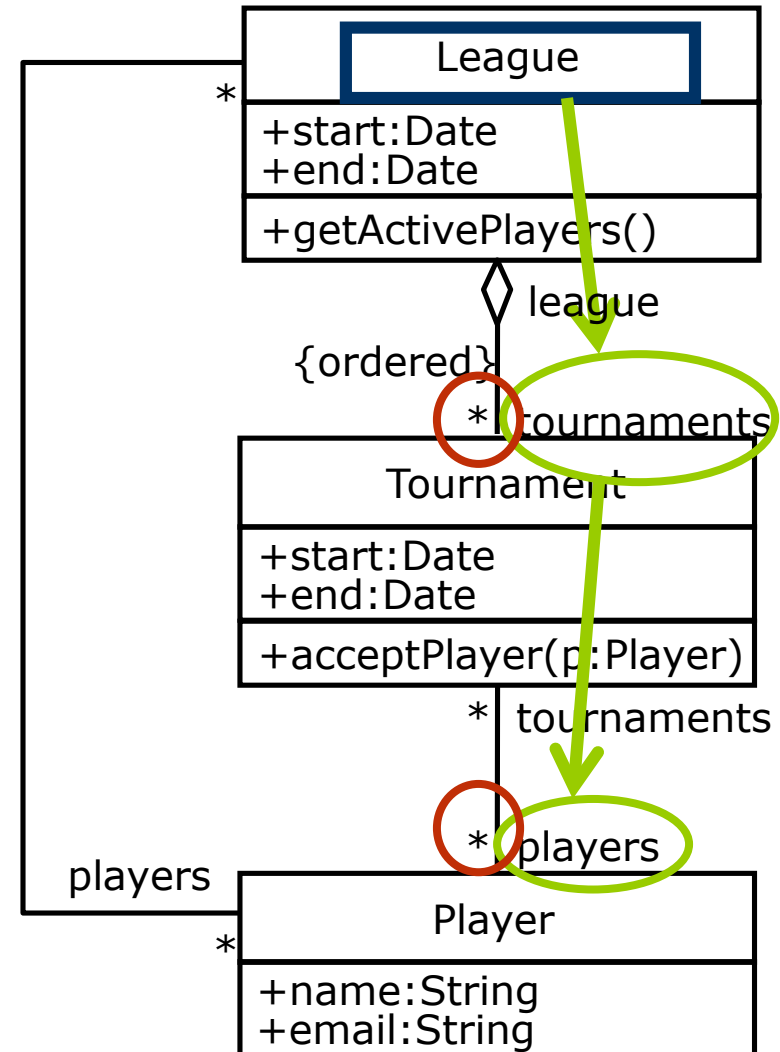 League
*
+start:Date
+end:Date
+getActivePlayers()
league
{ordered}
* tournaments
Tournament
+start:Date
+end:Date
+acceptPlayer(p:Player)
* tournaments
* players
players
Player
*
+name:String
+email:String